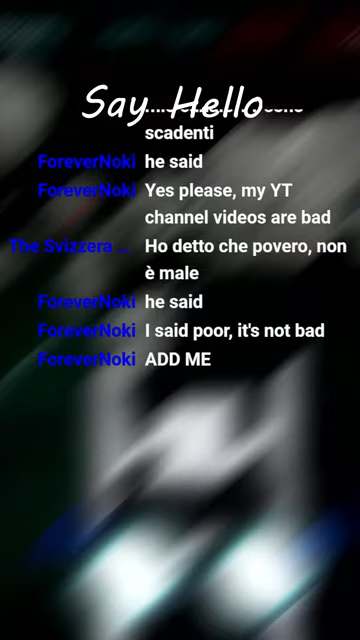 Say Hello
scadenti
ForeverNoki he said
ForeverNoki Yes please, my YT
channel videos are bad
The Svizzera ... Ho detto che povero, non
è male
ForeverNoki he said
ForeverNoki I said poor, it's not bad
ForeverNoki ADD ME